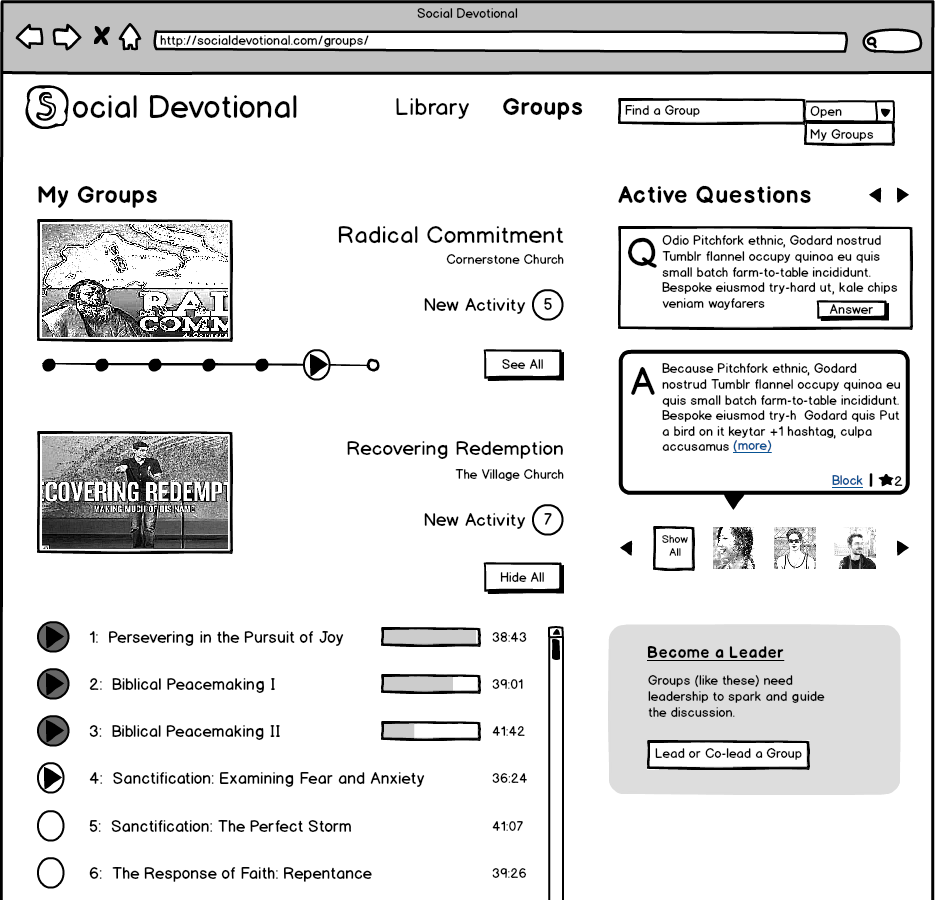 Social Devotional
http://socialdevotional.com/groups/
Social Devotional
Library
Groups
Find a Group
Open
My Groups
My Groups
RAD
COMM
Radical Commitment
Cornerstone Church
New Activity 5
See All
COVERING REDEMPT
MAKING MUCH OF HIS NAME
Recovering Redemption
The Village Church
New Activity 7
Hide All
1: Persevering in the Pursuit of Joy 38:43
2: Biblical Peacemaking I 39:01
3: Biblical Peacemaking II 41:42
4: Sanctification: Examining Fear and Anxiety 36:24
5: Sanctification: The Perfect Storm 41:07
6: The Response of Faith: Repentance 39:26
Active Questions
Q
Odio Pitchfork ethnic, Godard nostrud
Tumblr flannel occupy quinoa eu quis
small batch farm-to-table incididunt.
Bespoke eiusmod try-hard ut, kale chips
veniam wayfarers
Answer
A
Because Pitchfork ethnic, Godard
nostrud Tumblr flannel occupy quinoa eu
quis small batch farm-to-table incididunt.
Bespoke eiusmod try-h Godard quis Put
a bird on it keytar +1 hashtag, culpa
accusamus (more)
Block | ★2
Show
All
Become a Leader
Groups (like these) need
leadership to spark and guide
the discussion.
Lead or Co-lead a Group